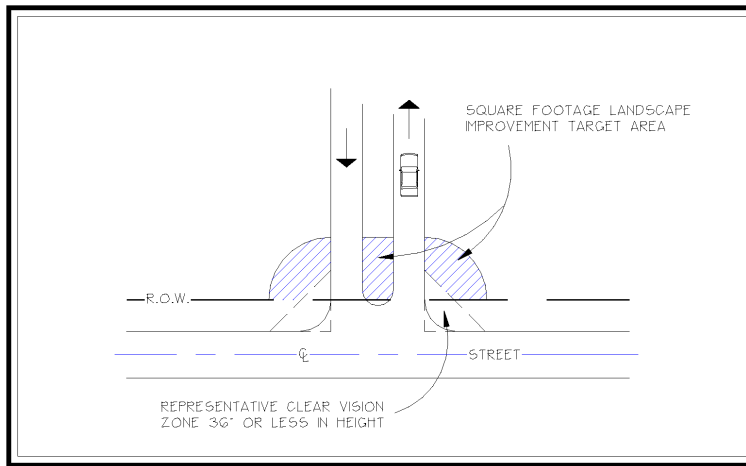 SQUARE FOOTAGE LANDSCAPE
IMPROVEMENT TARGET AREA
R.O.W.
℄
STREET
REPRESENTATIVE CLEAR VISION
ZONE 36" OR LESS IN HEIGHT